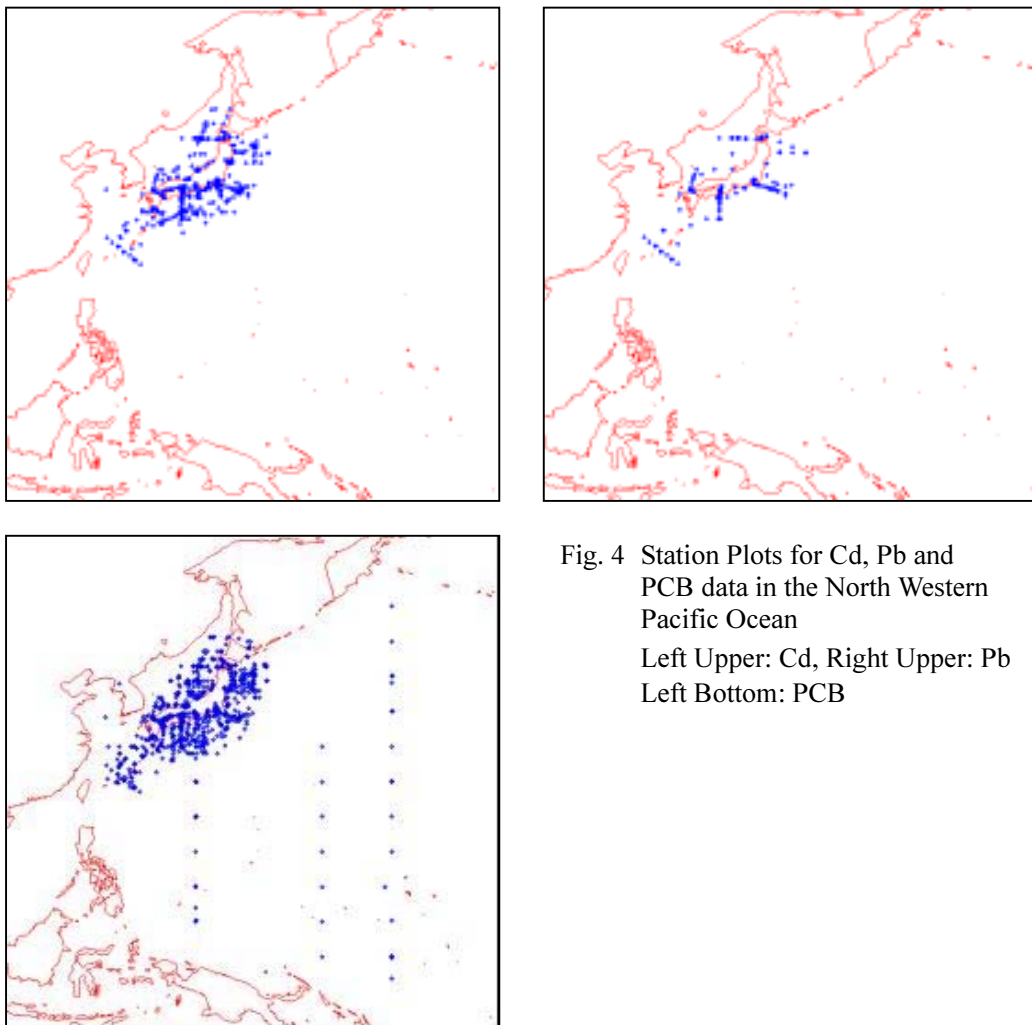 Fig. 4 Station Plots for Cd, Pb and
PCB data in the North Western
Pacific Ocean
Left Upper: Cd, Right Upper: Pb
Left Bottom: PCB